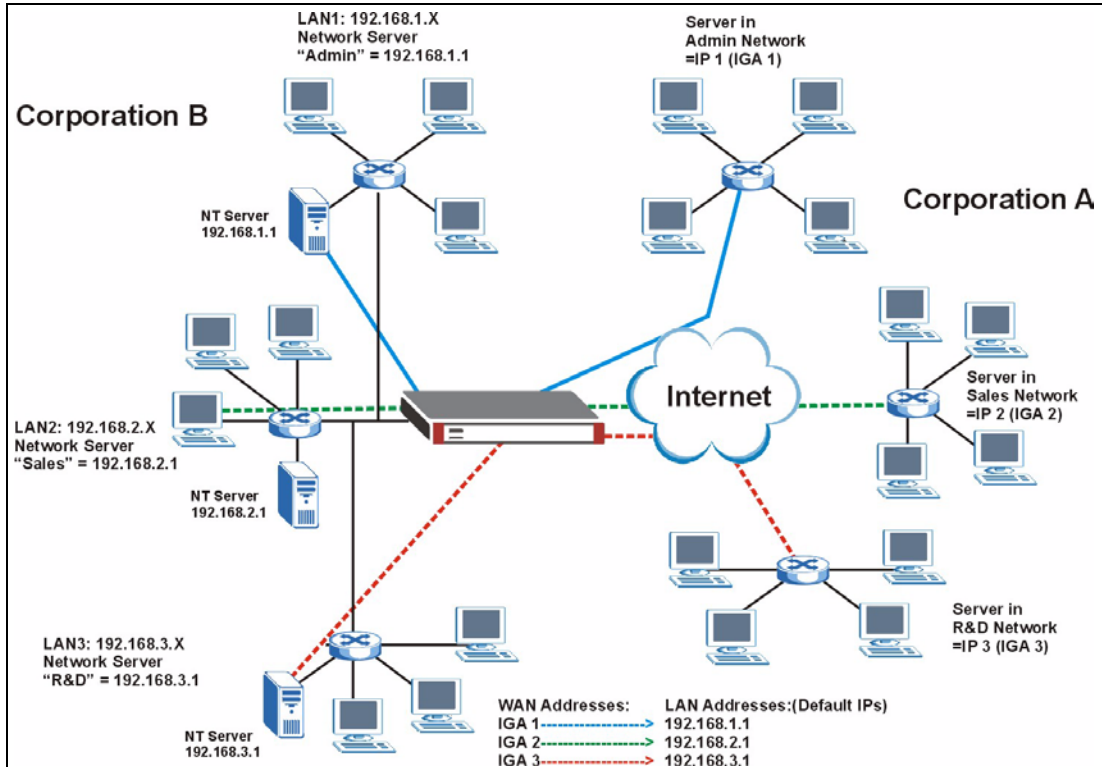 LAN1: 192.168.1.X
Network Server
“Admin” = 192.168.1.1
Server in
Admin Network
=IP 1 (IGA 1)
Corporation B
Corporation A
NT Server
192.168.1.1
Internet
Server in
Sales Network
=IP 2 (IGA 2)
LAN2: 192.168.2.X
Network Server
“Sales” = 192.168.2.1
NT Server
192.168.2.1
LAN3: 192.168.3.X
Network Server
“R&D” = 192.168.3.1
Server in
R&D Network
=IP 3 (IGA 3)
NT Server
192.168.3.1
WAN Addresses: LAN Addresses:(Default IPs)
IGA 1 192.168.1.1
IGA 2 192.168.2.1
IGA 3 192.168.3.1